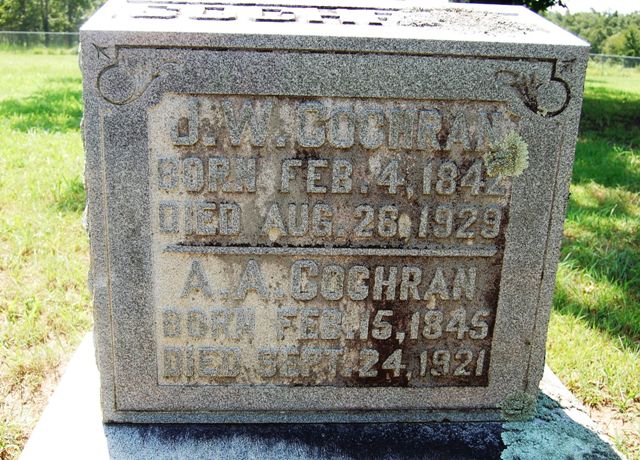 J. W. COCHRAN
BORN FEB. 4, 1842
DIED AUG. 26, 1929
A. A. COCHRAN
BORN FEB. 15, 1845
DIED SEPT. 24, 1921